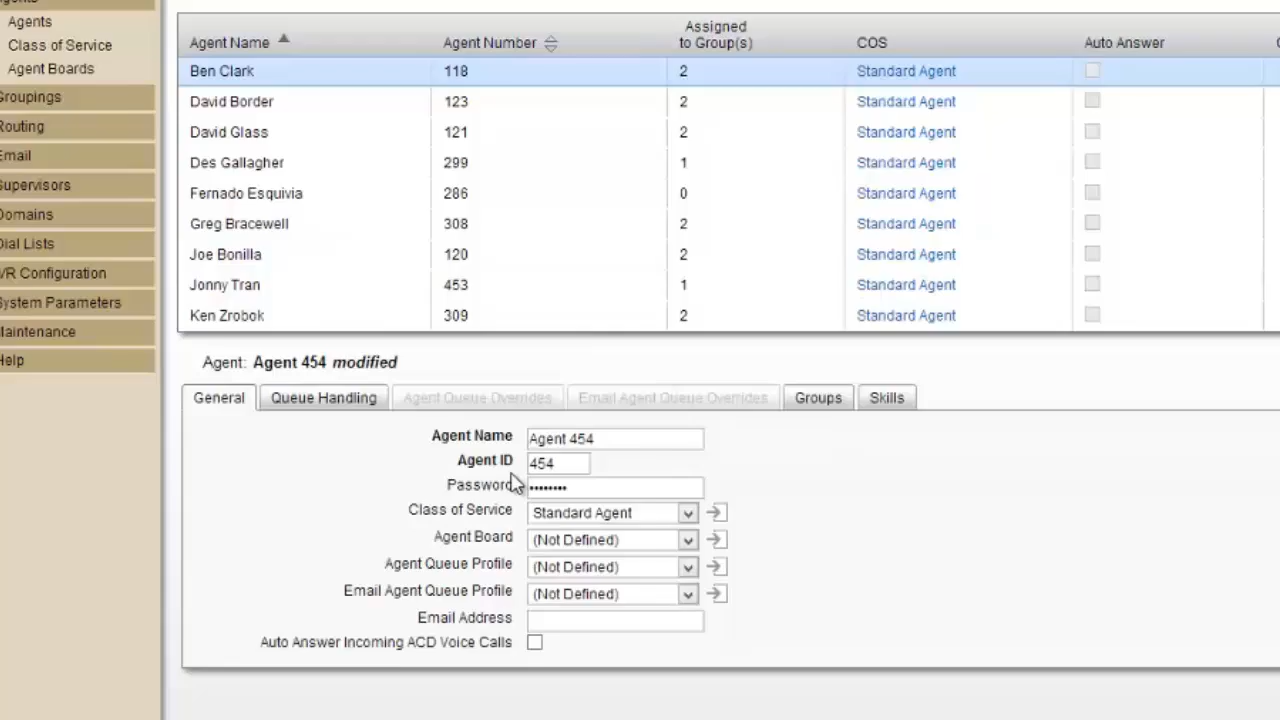 Agents
Agents
Class of Service
Agent Boards
Groupings
Routing
Email
Supervisors
Domains
Dial Lists
VR Configuration
System Parameters
Maintenance
Help
Agent Name
Agent Number
Assigned
to Group(s)
COS
Auto Answer
Ben Clark 118 2 Standard Agent
David Border 123 2 Standard Agent
David Glass 121 2 Standard Agent
Des Gallagher 299 1 Standard Agent
Fernado Esquivia 286 0 Standard Agent
Greg Bracewell 308 2 Standard Agent
Joe Bonilla 120 2 Standard Agent
Jonny Tran 453 1 Standard Agent
Ken Zrobok 309 2 Standard Agent
Agent: Agent 454 modified
General Queue Handling Agent Queue Overrides Email Agent Queue Overrides Groups Skills
Agent Name Agent 454
Agent ID 454
Password ••••••••
Class of Service Standard Agent
Agent Board (Not Defined)
Agent Queue Profile (Not Defined)
Email Agent Queue Profile (Not Defined)
Email Address
Auto Answer Incoming ACD Voice Calls